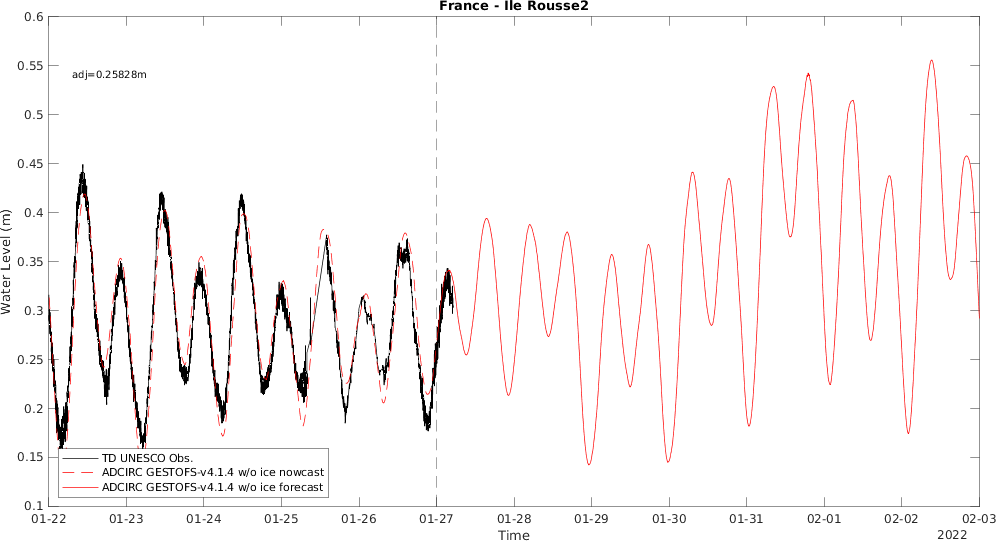 France - Ile Rousse2
Water Level (m)
0.6
0.55
0.5
0.45
0.4
0.35
0.3
0.25
0.2
0.15
0.1
adj=0.25828m
TD UNESCO Obs.
ADCIRC GESTOFS-v4.1.4 w/o ice nowcast
ADCIRC GESTOFS-v4.1.4 w/o ice forecast
01-22 01-23 01-24 01-25 01-26 01-27 01-28 01-29 01-30 01-31 02-01 02-02 02-03
Time
2022